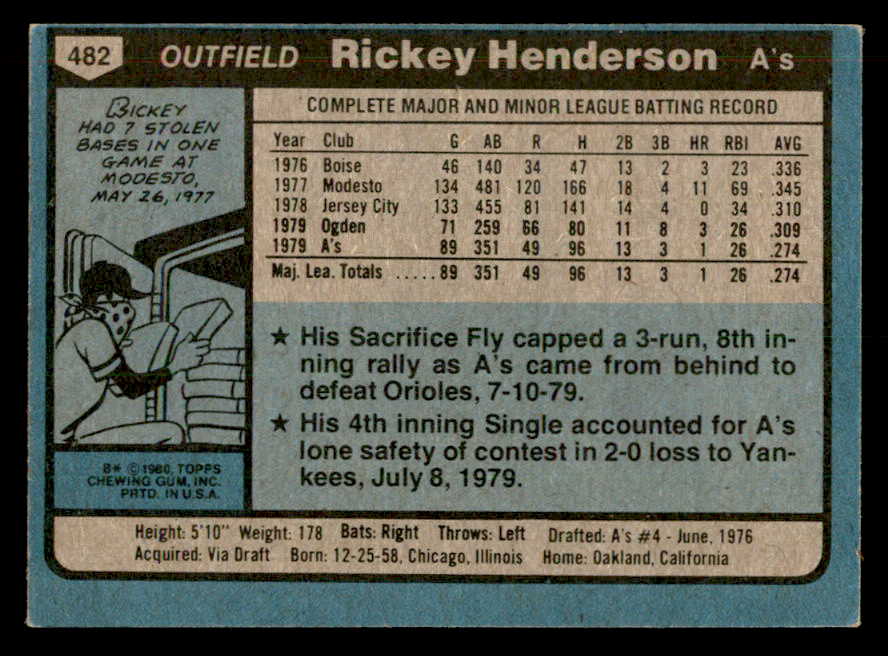 482 OUTFIELD Rickey Henderson A's
RICKEY
HAD 7 STOLEN
BASES IN ONE
GAME AT
MODESTO,
MAY 26, 1977
COMPLETE MAJOR AND MINOR LEAGUE BATTING RECORD
Year Club G AB R H 2B 3B HR RBI AVG
1976 Boise 46 140 34 47 13 2 3 23 .336
1977 Modesto 134 481 120 166 18 4 11 69 .345
1978 Jersey City 133 455 81 141 14 4 0 34 .310
1979 Ogden 71 259 66 80 11 8 3 26 .309
1979 A's 89 351 49 96 13 3 1 26 .274
Maj. Lea. Totals .....89 351 49 96 13 3 1 26 .274
★ His Sacrifice Fly capped a 3-run, 8th in-
ning rally as A's came from behind to
defeat Orioles, 7-10-79.
★ His 4th inning Single accounted for A's
lone safety of contest in 2-0 loss to Yan-
kees, July 8, 1979.
B* © 1980, TOPPS
CHEWING GUM, INC.
PRTD. IN U.S.A.
Height: 5'10" Weight: 178 Bats: Right Throws: Left Drafted: A's #4 - June, 1976
Acquired: Via Draft Born: 12-25-58, Chicago, Illinois Home: Oakland, California